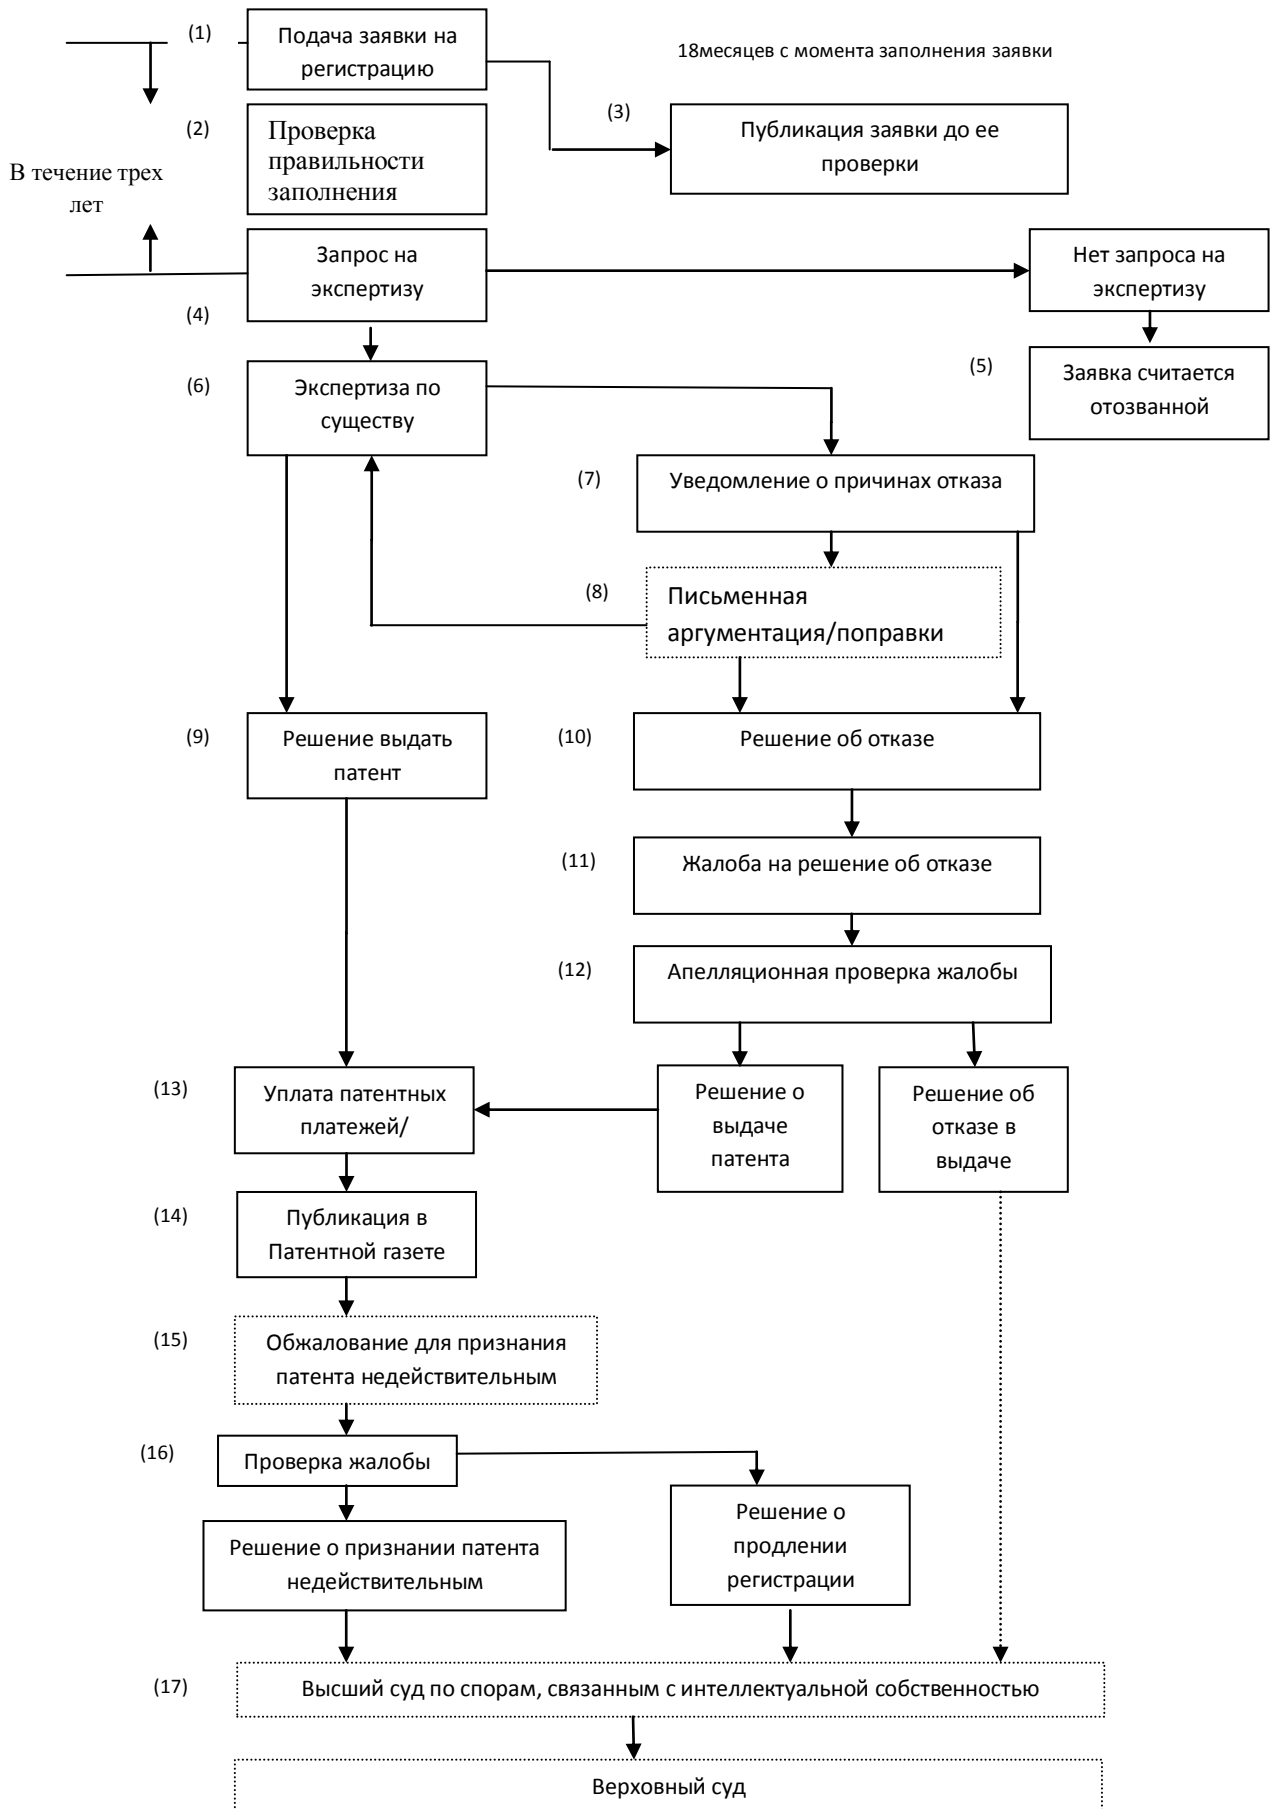 (1)
Подача заявки на
регистрацию
18месяцев с момента заполнения заявки
(2)
Проверка
правильности
заполнения
(3)
Публикация заявки до ее
проверки
В течение трех
лет
(4)
Запрос на
экспертизу
Нет запроса на
экспертизу
(5)
Заявка считается
отозванной
(6)
Экспертиза по
существу
(7)
Уведомление о причинах отказа
(8)
Письменная
аргументация/поправки
(9)
Решение выдать
патент
(10)
Решение об отказе
(11)
Жалоба на решение об отказе
(12)
Апелляционная проверка жалобы
(13)
Уплата патентных
платежей/
Решение о
выдаче
патента
Решение об
отказе в
выдаче
(14)
Публикация в
Патентной газете
(15)
Обжалование для признания
патента недействительным
(16)
Проверка жалобы
Решение о признании патента
недействительным
Решение о
продлении
регистрации
(17)
Высший суд по спорам, связанным с интеллектуальной собственностью
Верховный суд